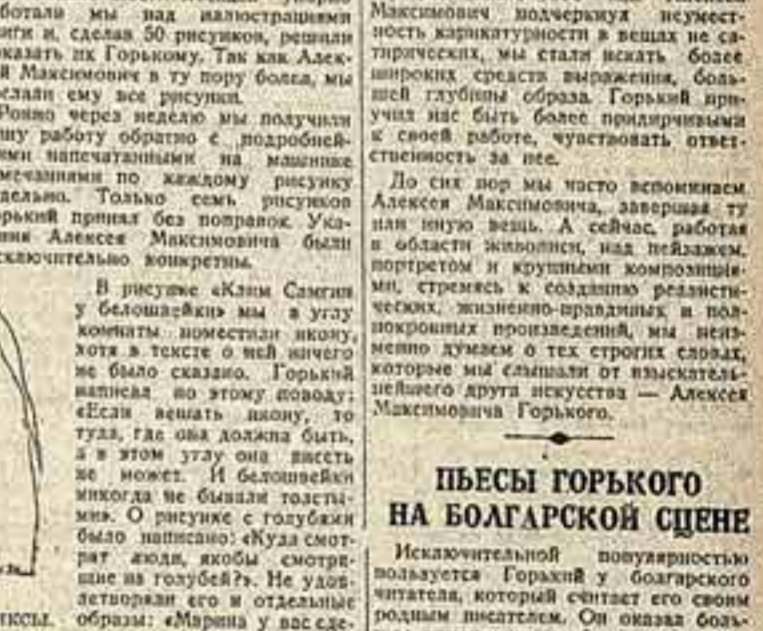 ботали мы над иллюстрациями
иги и, сделав 50 рисунков, решили
оказать их Горькому. Так как Алек-
й Максимович в ту пору болел, мы
слали ему все рисунки.
Ровно через неделю мы получили
шу работу обратно с подробней-
ими напечатанными на машинке
мечаниями по каждому рисунку
дельно. Только семь рисунков
орький принял без поправок. Ука-
ния Алексея Максимовича были
сключительно конкретны.
В рисунке «Клим Самгин
у белошвейки» мы в углу
комнаты поместили икону,
хотя в тексте о ней ничего
не было сказано. Горький
написал по этому поводу:
«Если вешать икону, то
туда, где она должна быть,
а в этом углу она висеть
не может. И белошвейки
никогда не бывали толсты-
ми». О рисунке с голубями
было написано: «Куда смот-
рят люди, якобы смотря-
щие на голубей?». Не удов-
летворяли его и отдельные
образы: «Марина у вас сде-
ИКСЫ.
Максимович подчеркнул неумест-
ность карикатурности в вещах не са-
тирических, мы стали искать более
широких средств выражения, боль-
шей глубины образа. Горький при-
учил нас быть более придирчивыми
к своей работе, чувствовать ответ-
ственность за нее.
До сих пор мы часто вспоминаем
Алексея Максимовича, завершая ту
или иную вещь. А сейчас, работая
в области живописи, над пейзажем,
портретом и крупными композиция-
ми, стремясь к созданию реалисти-
ческих, жизненно-правдивых и пол-
нокровных произведений, мы неиз-
менно думаем о тех строгих словах,
которые мы слышали от взыскатель-
нейшего друга искусства — Алексея
Максимовича Горького.
ПЬЕСЫ ГОРЬКОГО
НА БОЛГАРСКОЙ СЦЕНЕ
Исключительной популярностью
пользуется Горький у болгарского
читателя, который считает его своим
родным писателем. Он оказал боль-